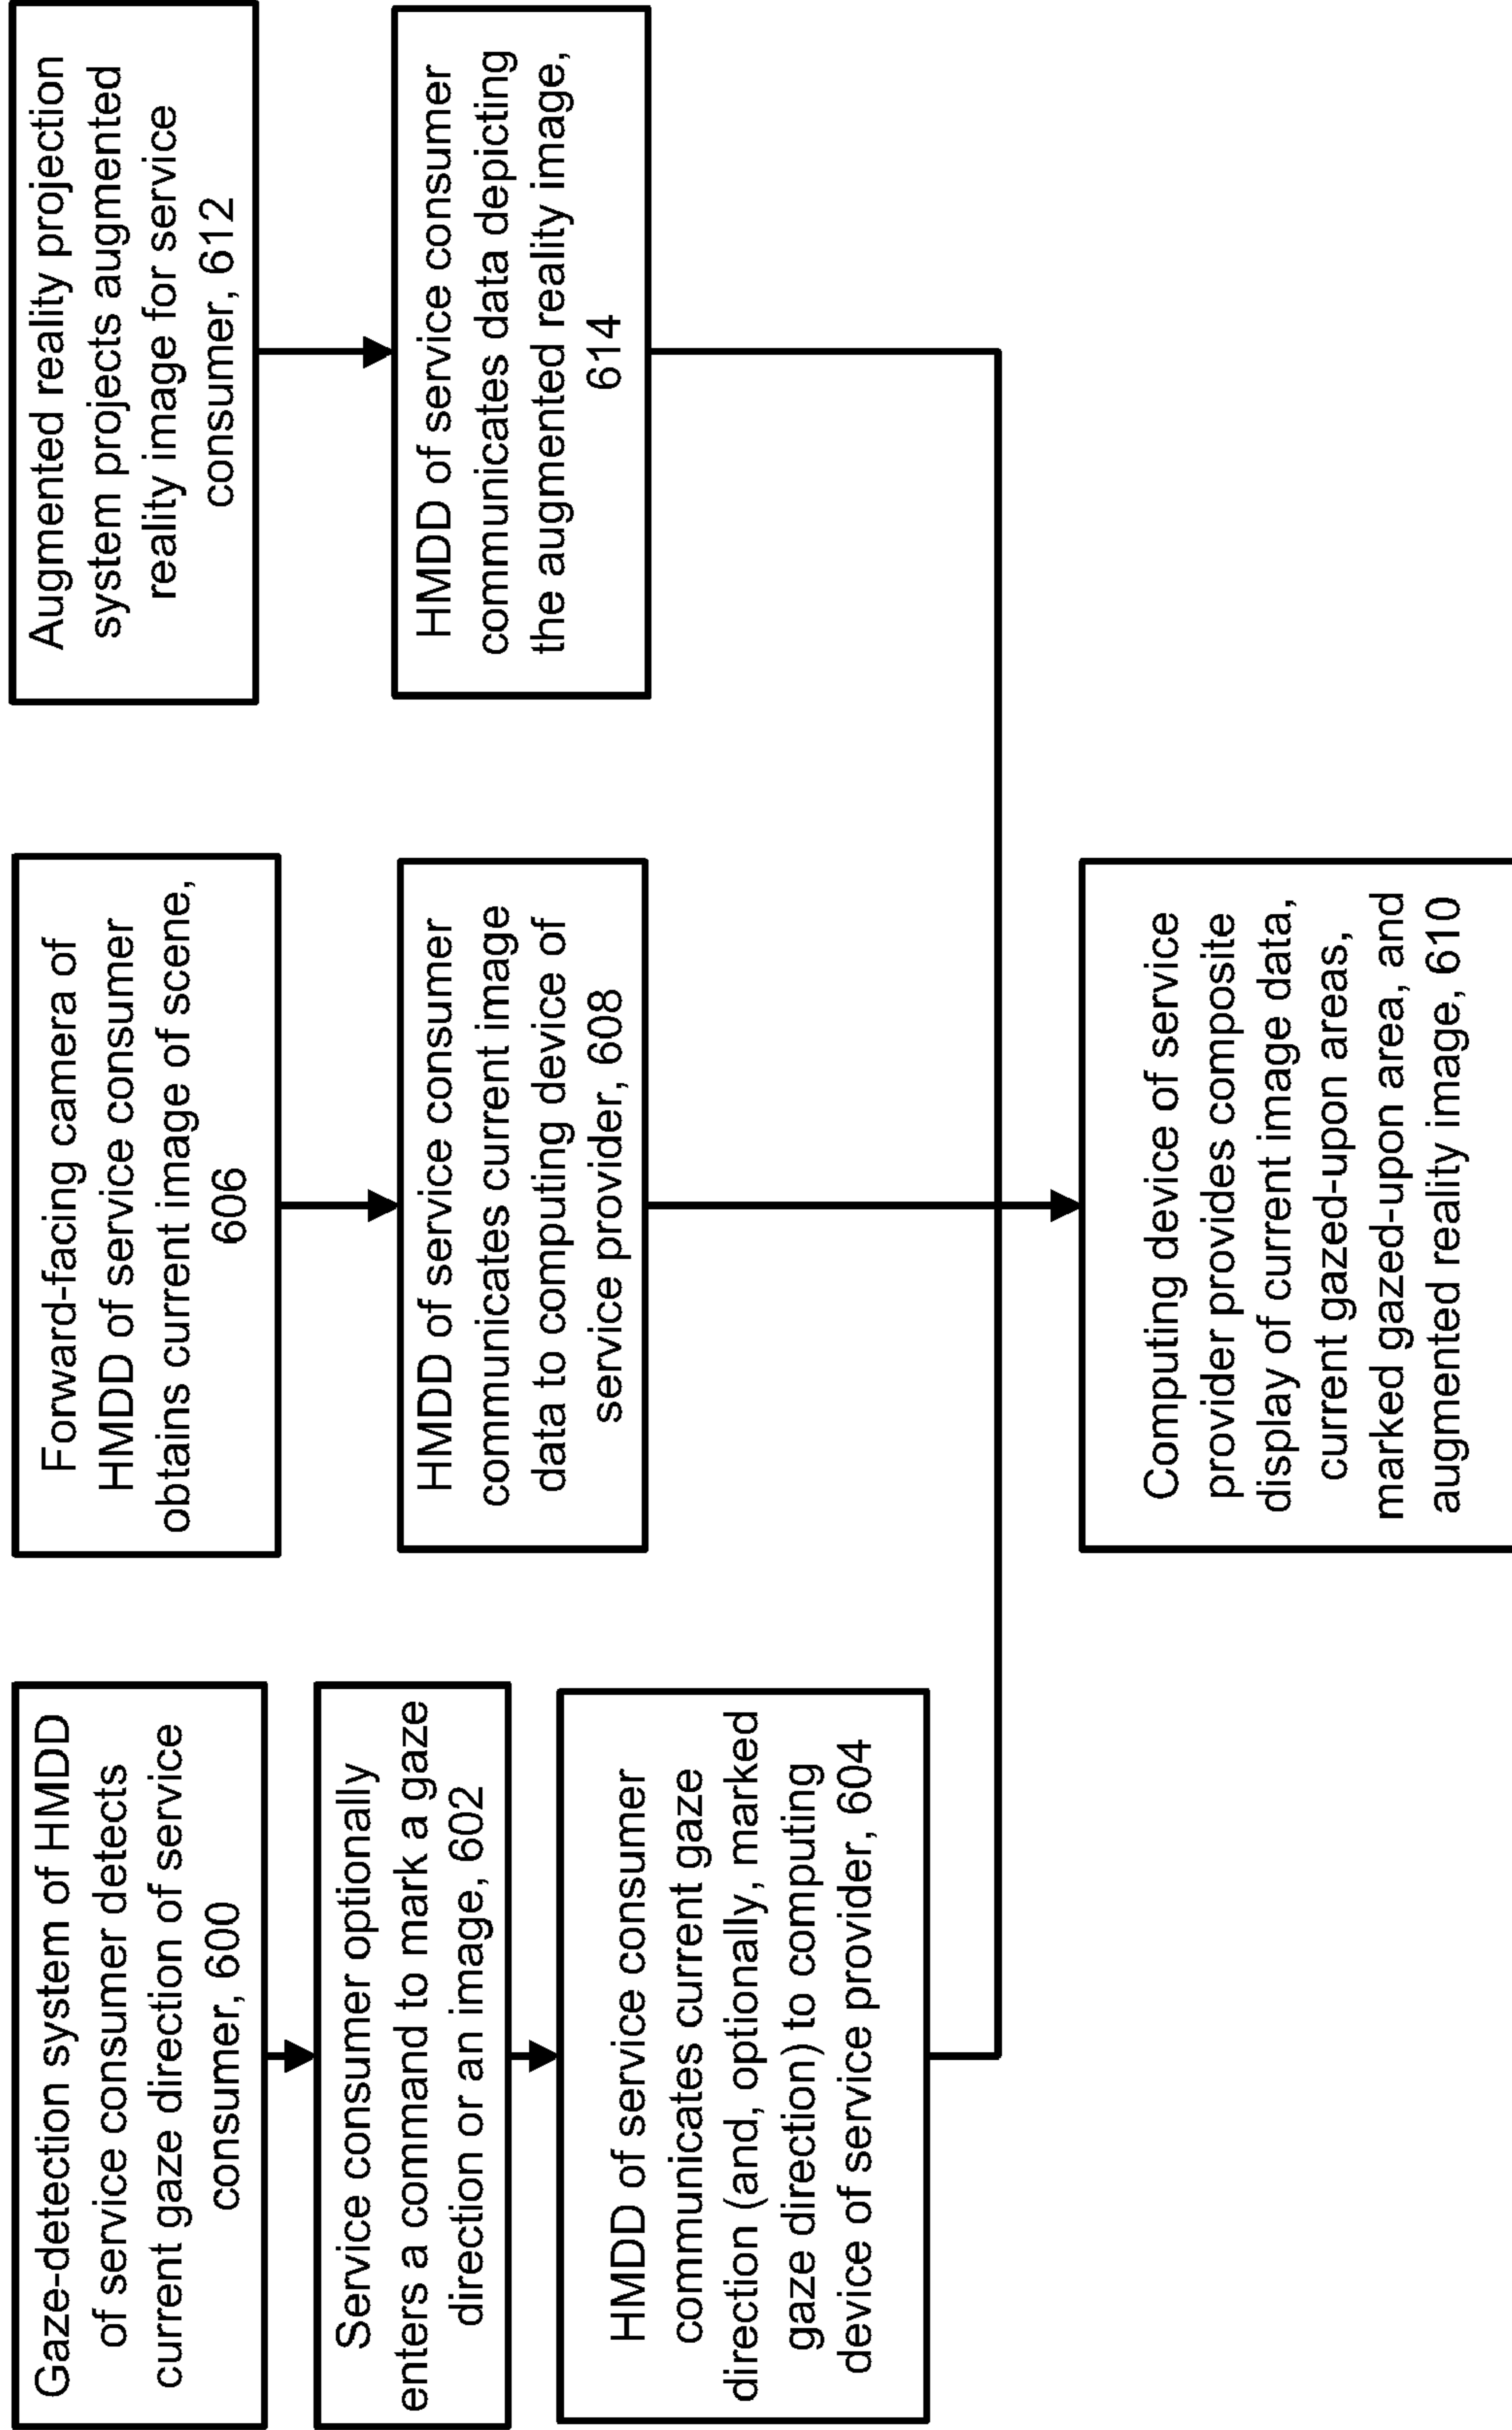 Gaze-detection system of HMDD
of service consumer detects
current gaze direction of service
consumer, 600
Service consumer optionally
enters a command to mark a gaze
direction or an image, 602
HMDD of service consumer
communicates current gaze
direction (and, optionally, marked
gaze direction) to computing
device of service provider, 604
Forward-facing camera of
HMDD of service consumer
obtains current image of scene,
606
HMDD of service consumer
communicates current image
data to computing device of
service provider, 608
Augmented reality projection
system projects augmented
reality image for service
consumer, 612
HMDD of service consumer
communicates data depicting
the augmented reality image,
614
Computing device of service
provider provides composite
display of current image data,
current gazed-upon areas,
marked gazed-upon area, and
augmented reality image, 610